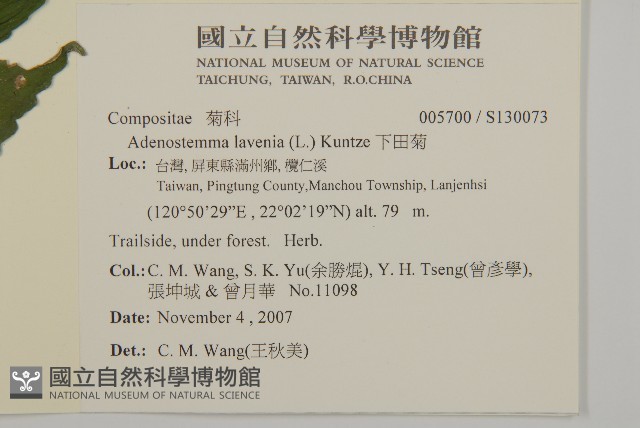 國立自然科學博物館
NATIONAL MUSEUM OF NATURAL SCIENCE
TAICHUNG, TAIWAN, R.O.CHINA
Compositae 菊科 005700 / S130073
Adenostemma lavenia (L.) Kuntze 下田菊
Loc.: 台灣, 屏東縣滿州鄉, 欖仁溪
Taiwan, Pingtung County,Manchou Township, Lanjenhsi
(120°50'29”E , 22°02'19”N) alt. 79 m.
Trailside, under forest. Herb.
Col.: C. M. Wang, S. K. Yu(余勝焜), Y. H. Tseng(曾彥學),
張坤城 & 曾月華 No.11098
Date: November 4 , 2007
Det.: C. M. Wang(王秋美)
國立自然科學博物館
NATIONAL MUSEUM OF NATURAL SCIENCE